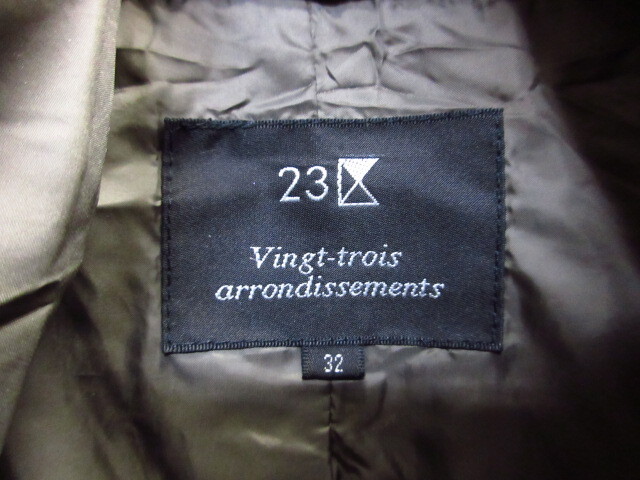 23区
Vingt-trois
arrondissements
32